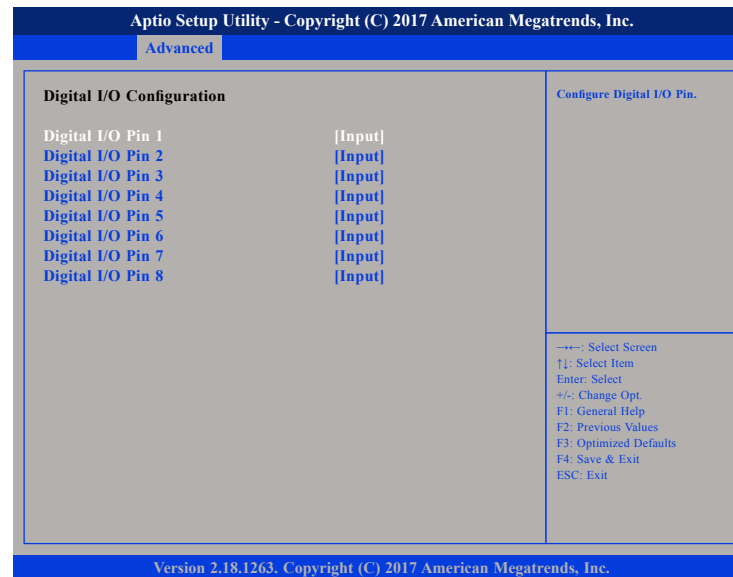 Aptio Setup Utility - Copyright (C) 2017 American Megatrends, Inc.
Advanced
Digital I/O Configuration
Digital I/O Pin 1 [Input]
Digital I/O Pin 2 [Input]
Digital I/O Pin 3 [Input]
Digital I/O Pin 4 [Input]
Digital I/O Pin 5 [Input]
Digital I/O Pin 6 [Input]
Digital I/O Pin 7 [Input]
Digital I/O Pin 8 [Input]
Configure Digital I/O Pin.
→←: Select Screen
↑↓: Select Item
Enter: Select
+/-: Change Opt.
F1: General Help
F2: Previous Values
F3: Optimized Defaults
F4: Save & Exit
ESC: Exit
Version 2.18.1263. Copyright (C) 2017 American Megatrends, Inc.